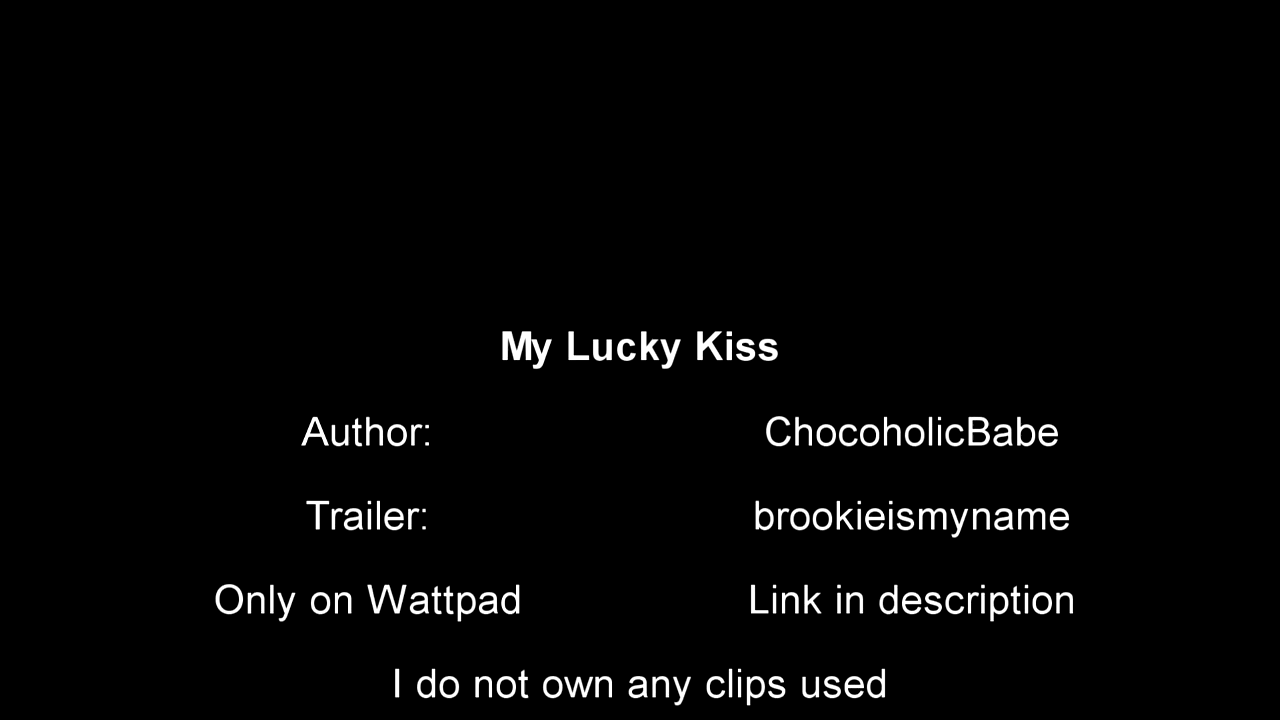 My Lucky Kiss
Author: ChocoholicBabe
Trailer: brookieismyname
Only on Wattpad Link in description
I do not own any clips used